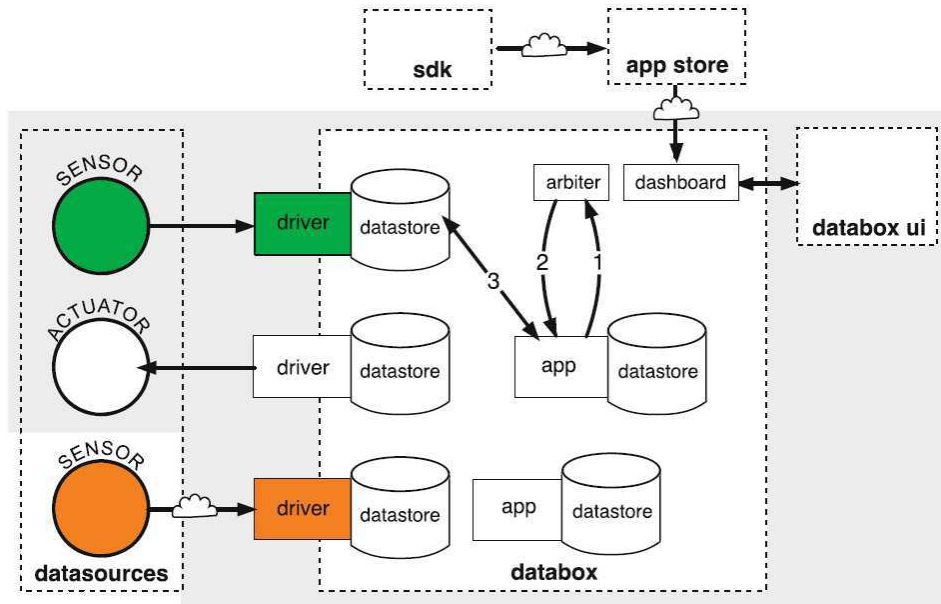 sdk
app store
SENSOR
driver
datastore
arbiter
dashboard
databox ui
3
2
1
ACTUATOR
driver
datastore
app
datastore
SENSOR
driver
datastore
app
datastore
datasources
databox